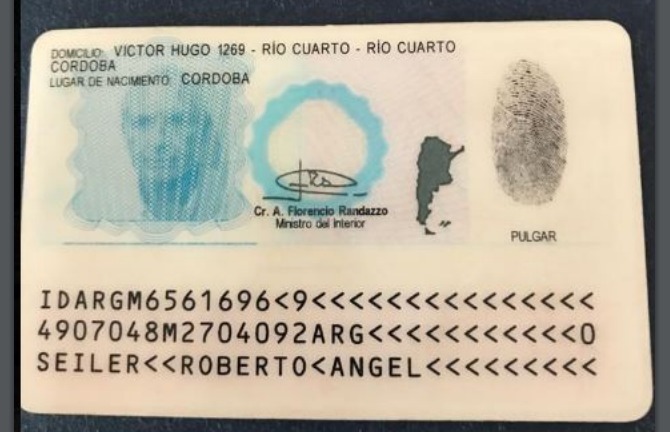 DOMICILIO: VICTOR HUGO 1269 - RÍO CUARTO - RÍO CUARTO
CORDOBA
LUGAR DE NACIMIENTO: CORDOBA
Cr. A. Florencio Randazzo
Ministro del Interior
PULGAR
IDARGM6561696<9<<<<<<<<<<<<<<<
4907048M2704092ARG<<<<<<<<<<<0
SEILER<<ROBERTO<ANGEL<<<<<<<<<